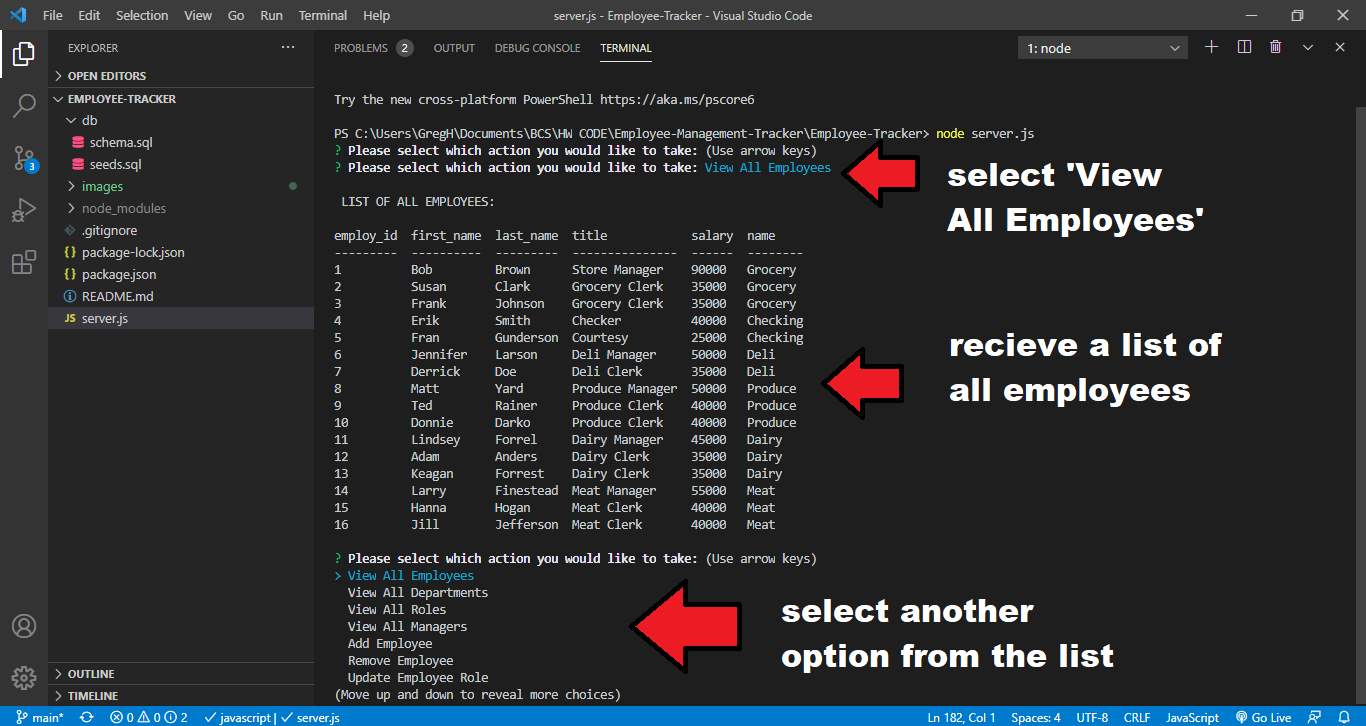 File Edit Selection View Go Run Terminal Help server.js - Employee-Tracker - Visual Studio Code
EXPLORER
OPEN EDITORS
EMPLOYEE-TRACKER
db
schema.sql
seeds.sql
images
node_modules
.gitignore
package-lock.json
package.json
README.md
JS server.js
OUTLINE
TIMELINE
3
PROBLEMS 2 OUTPUT DEBUG CONSOLE TERMINAL 1: node
Try the new cross-platform PowerShell https://aka.ms/pscore6
PS C:\Users\GregH\Documents\BCS\HW CODE\Employee-Management-Tracker\Employee-Tracker> node server.js
? Please select which action you would like to take: (Use arrow keys)
? Please select which action you would like to take: View All Employees
LIST OF ALL EMPLOYEES:
employ_id first_name last_name title salary name
--------- ---------- --------- --------------- ------ --------
1 Bob Brown Store Manager 90000 Grocery
2 Susan Clark Grocery Clerk 35000 Grocery
3 Frank Johnson Grocery Clerk 35000 Grocery
4 Erik Smith Checker 40000 Checking
5 Fran Gunderson Courtesy 25000 Checking
6 Jennifer Larson Deli Manager 50000 Deli
7 Derrick Doe Deli Clerk 35000 Deli
8 Matt Yard Produce Manager 50000 Produce
9 Ted Rainer Produce Clerk 40000 Produce
10 Donnie Darko Produce Clerk 40000 Produce
11 Lindsey Forrel Dairy Manager 45000 Dairy
12 Adam Anders Dairy Clerk 35000 Dairy
13 Keagan Forrest Dairy Clerk 35000 Dairy
14 Larry Finestead Meat Manager 55000 Meat
15 Hanna Hogan Meat Clerk 40000 Meat
16 Jill Jefferson Meat Clerk 40000 Meat
? Please select which action you would like to take: (Use arrow keys)
> View All Employees
View All Departments
View All Roles
View All Managers
Add Employee
Remove Employee
Update Employee Role
(Move up and down to reveal more choices)
select 'View
All Employees'
recieve a list of
all employees
select another
option from the list
main* 0 0 2 javascript | server.js Ln 182, Col 1 Spaces: 4 UTF-8 CRLF JavaScript Go Live